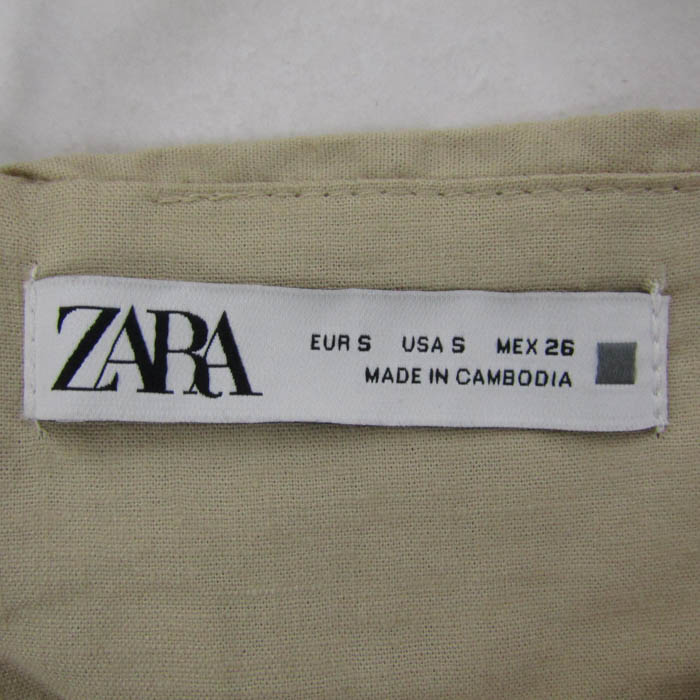 ZARA
EUR S USA S MEX 26
MADE IN CAMBODIA